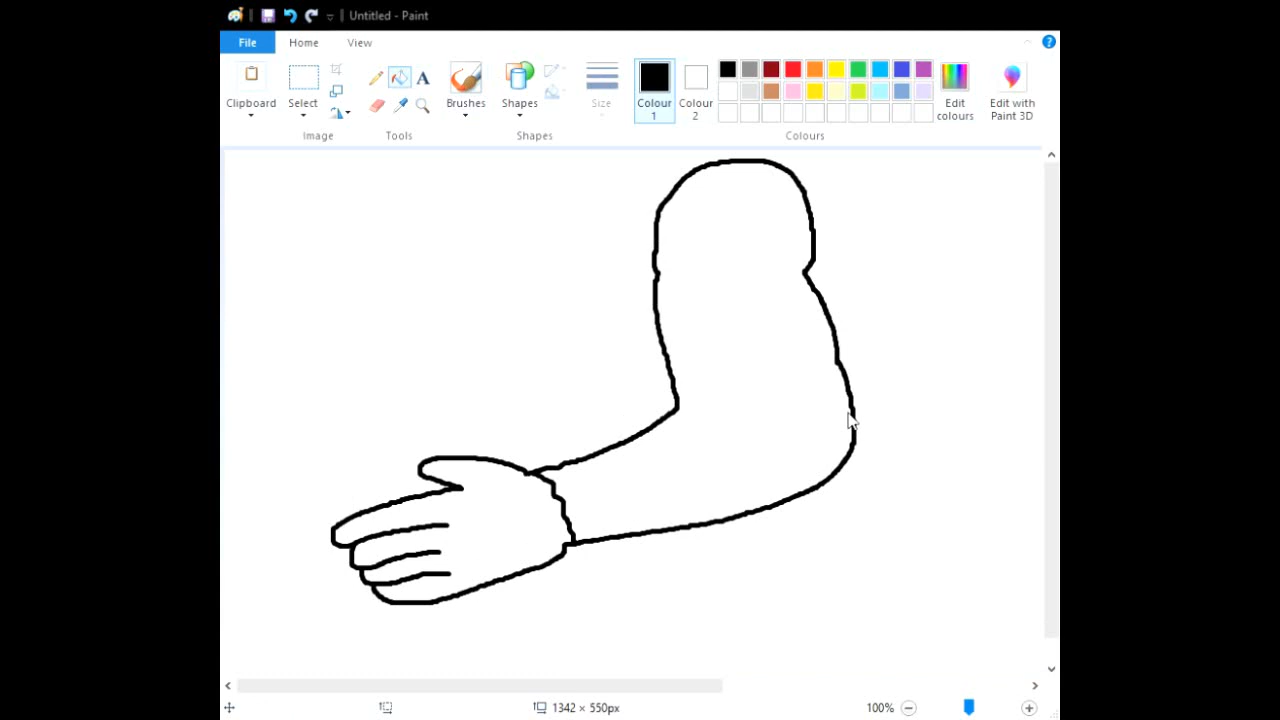 Untitled - Paint
File Home View
Clipboard Select Brushes Shapes Size Colour 1 Colour 2 Edit colours Edit with Paint 3D
A
Image Tools Shapes Colours
1342 × 550px 100%